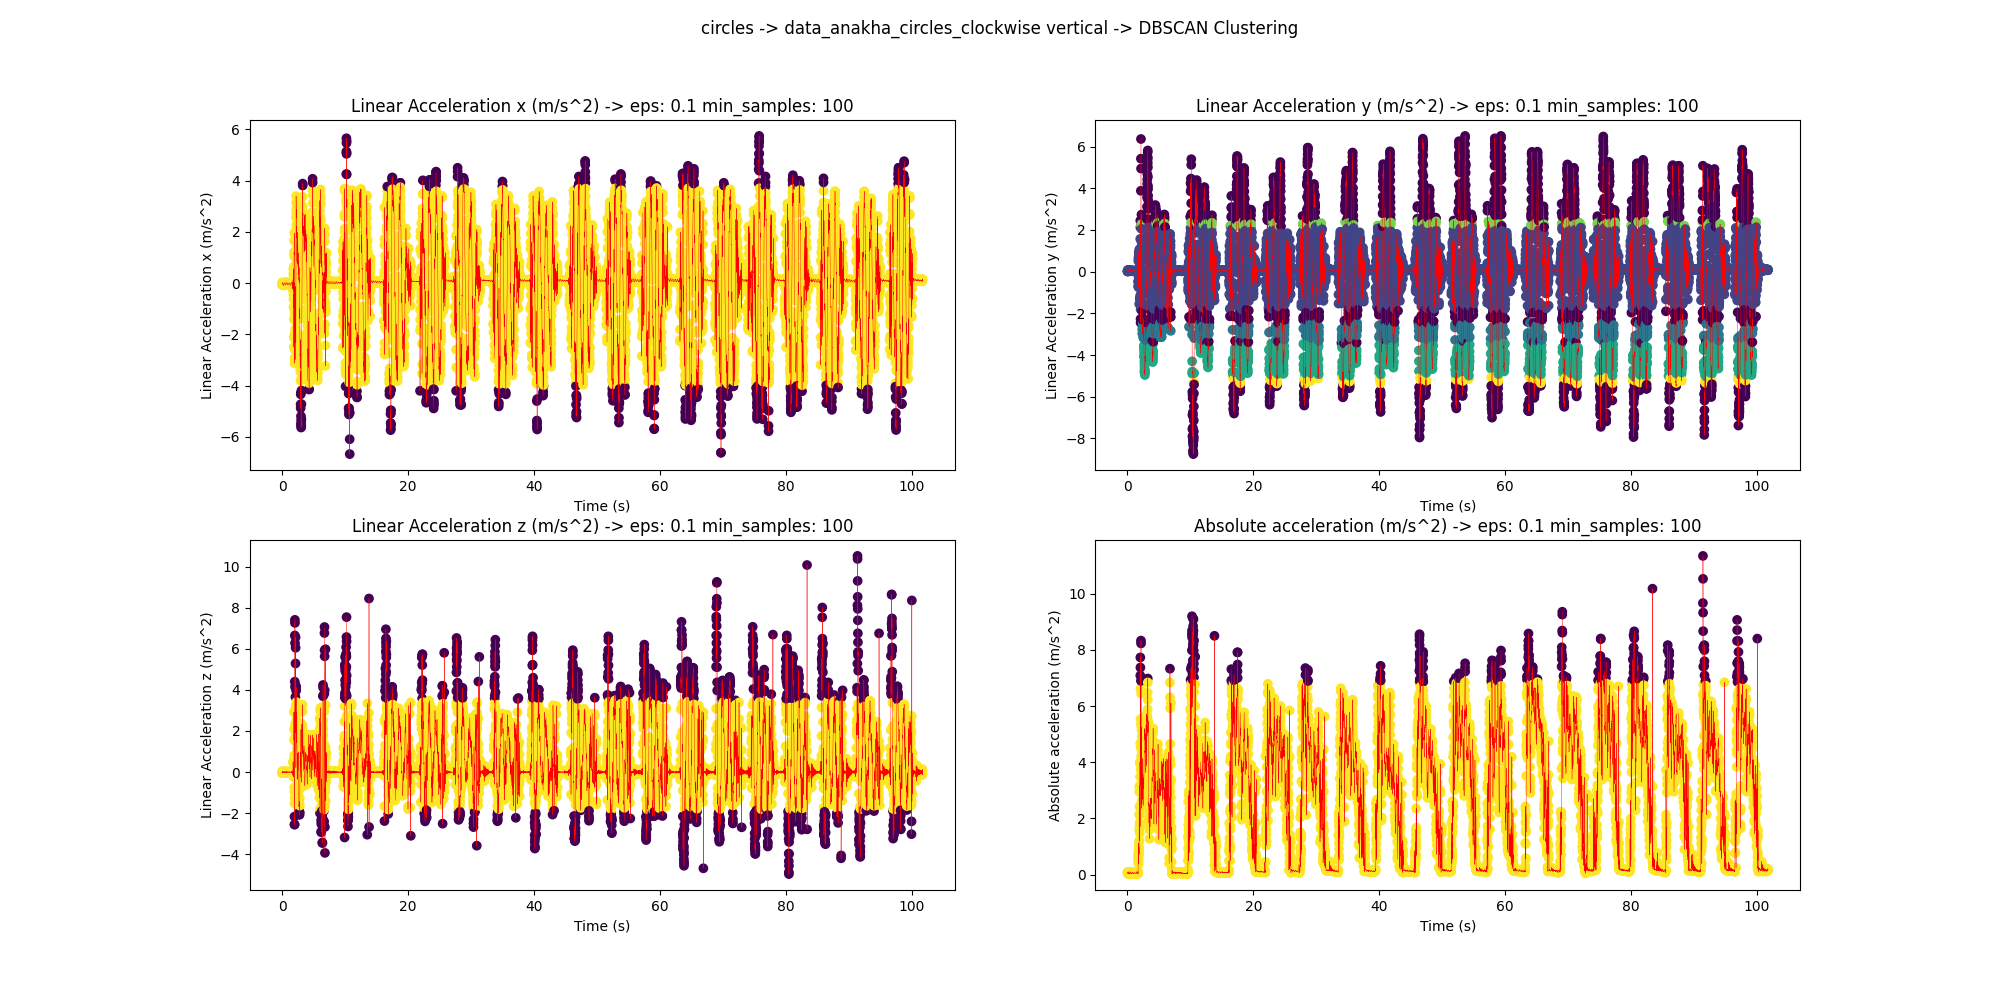 circles -> data_anakha_circles_clockwise vertical -> DBSCAN Clustering
Linear Acceleration x (m/s^2) -> eps: 0.1 min_samples: 100
Linear Acceleration x (m/s^2)
6
4
2
0
−2
−4
−6
0 20 40 60 80 100
Time (s)
Linear Acceleration y (m/s^2) -> eps: 0.1 min_samples: 100
Linear Acceleration y (m/s^2)
6
4
2
0
−2
−4
−6
−8
0 20 40 60 80 100
Time (s)
Linear Acceleration z (m/s^2) -> eps: 0.1 min_samples: 100
Linear Acceleration z (m/s^2)
10
8
6
4
2
0
−2
−4
0 20 40 60 80 100
Time (s)
Absolute acceleration (m/s^2) -> eps: 0.1 min_samples: 100
Absolute acceleration (m/s^2)
10
8
6
4
2
0
0 20 40 60 80 100
Time (s)